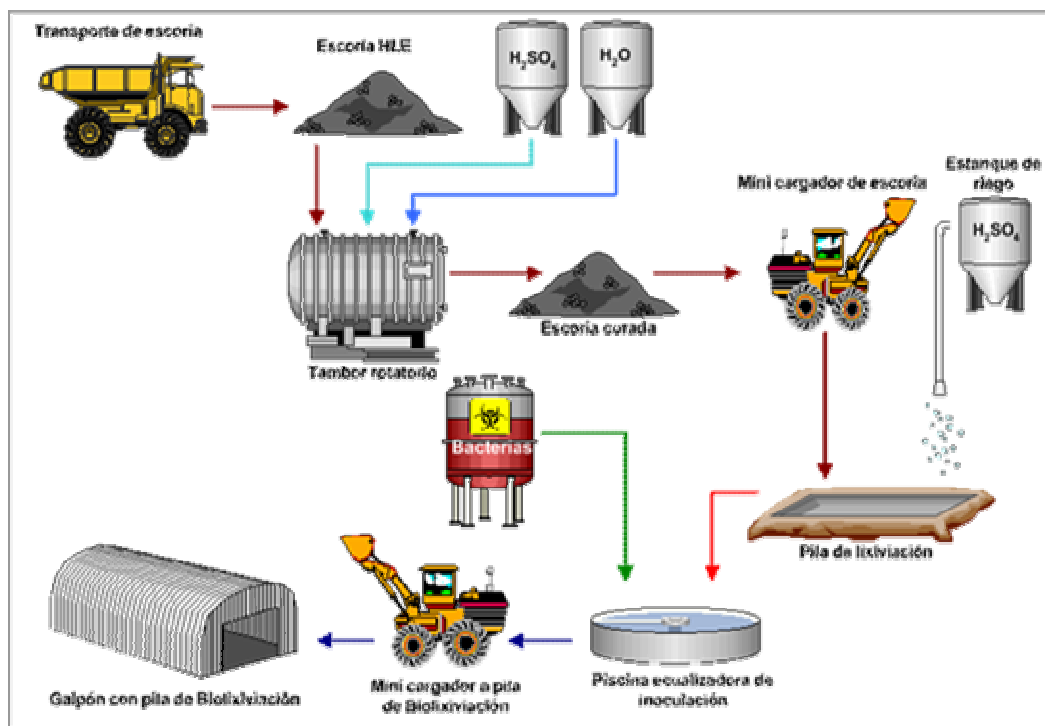 Transporte de escoria
Escoria HLE
H₂SO₄
H₂O
Mini cargador de escoria
Estanque de
riego
H₂SO₄
Escoria curada
Tambor rotatorio
Bacterias
Pila de lixiviación
Galpón con pila de Biolixiviación
Mini cargador a pila
de Biolixiviación
Piscina ecualizadora de
inoculación